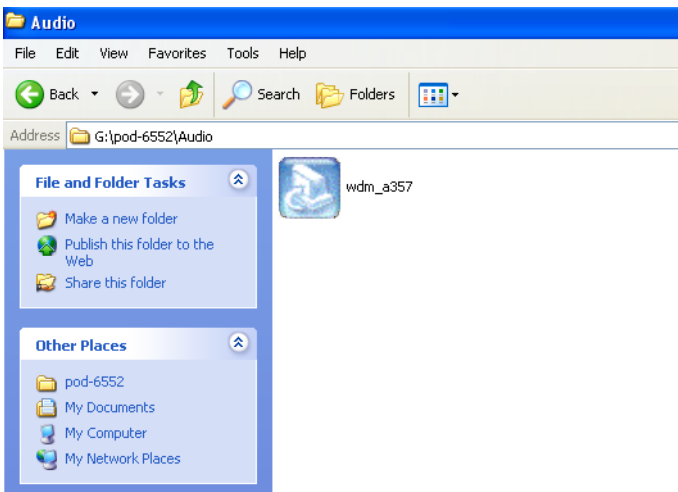 Audio
File Edit View Favorites Tools Help
Back Search Folders
Address G:\pod-6552\Audio
File and Folder Tasks
Make a new folder
Publish this folder to the
Web
Share this folder
Other Places
pod-6552
My Documents
My Computer
My Network Places
wdm_a357